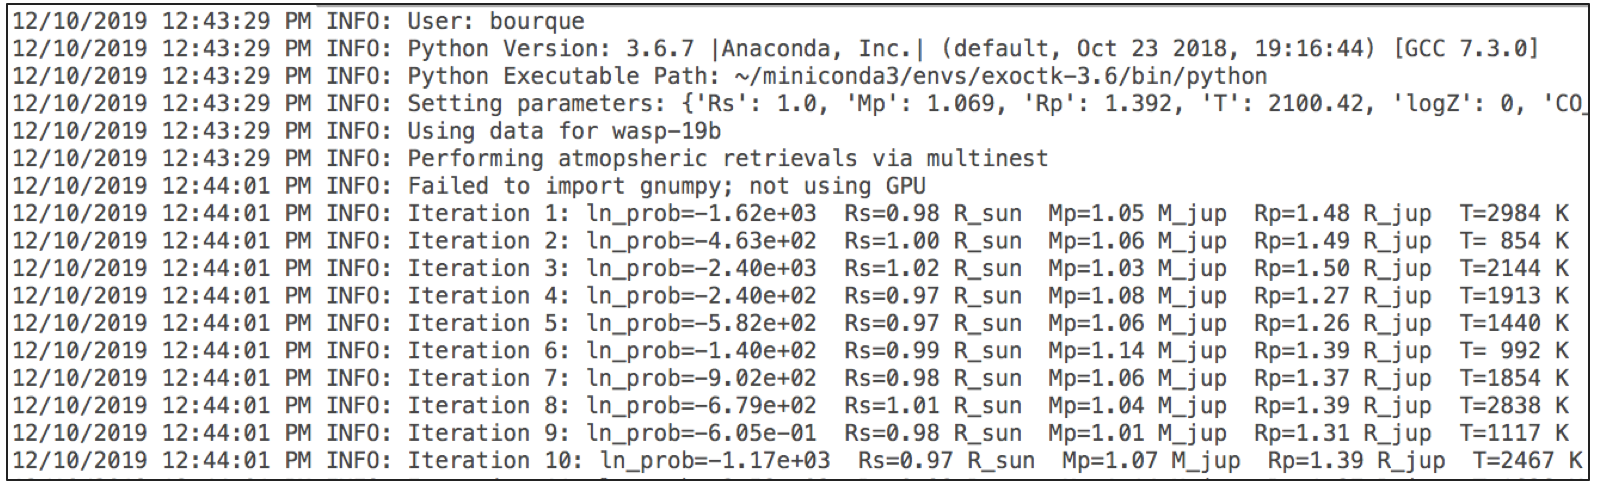 12/10/2019 12:43:29 PM INFO: User: bourque
12/10/2019 12:43:29 PM INFO: Python Version: 3.6.7 |Anaconda, Inc.| (default, Oct 23 2018, 19:16:44) [GCC 7.3.0]
12/10/2019 12:43:29 PM INFO: Python Executable Path: ~/miniconda3/envs/exoctk-3.6/bin/python
12/10/2019 12:43:29 PM INFO: Setting parameters: {'Rs': 1.0, 'Mp': 1.069, 'Rp': 1.392, 'T': 2100.42, 'logZ': 0, 'CO_
12/10/2019 12:43:29 PM INFO: Using data for wasp-19b
12/10/2019 12:43:29 PM INFO: Performing atmopsheric retrievals via multinest
12/10/2019 12:44:01 PM INFO: Failed to import gnumpy; not using GPU
12/10/2019 12:44:01 PM INFO: Iteration 1: ln_prob=-1.62e+03  Rs=0.98 R_sun  Mp=1.05 M_jup  Rp=1.48 R_jup  T=2984 K
12/10/2019 12:44:01 PM INFO: Iteration 2: ln_prob=-4.63e+02  Rs=1.00 R_sun  Mp=1.06 M_jup  Rp=1.49 R_jup  T= 854 K
12/10/2019 12:44:01 PM INFO: Iteration 3: ln_prob=-2.40e+03  Rs=1.02 R_sun  Mp=1.03 M_jup  Rp=1.50 R_jup  T=2144 K
12/10/2019 12:44:01 PM INFO: Iteration 4: ln_prob=-2.40e+02  Rs=0.97 R_sun  Mp=1.08 M_jup  Rp=1.27 R_jup  T=1913 K
12/10/2019 12:44:01 PM INFO: Iteration 5: ln_prob=-5.82e+02  Rs=0.97 R_sun  Mp=1.06 M_jup  Rp=1.26 R_jup  T=1440 K
12/10/2019 12:44:01 PM INFO: Iteration 6: ln_prob=-1.40e+02  Rs=0.99 R_sun  Mp=1.14 M_jup  Rp=1.39 R_jup  T= 992 K
12/10/2019 12:44:01 PM INFO: Iteration 7: ln_prob=-9.02e+02  Rs=0.98 R_sun  Mp=1.06 M_jup  Rp=1.37 R_jup  T=1854 K
12/10/2019 12:44:01 PM INFO: Iteration 8: ln_prob=-6.79e+02  Rs=1.01 R_sun  Mp=1.04 M_jup  Rp=1.39 R_jup  T=2838 K
12/10/2019 12:44:01 PM INFO: Iteration 9: ln_prob=-6.05e-01  Rs=0.98 R_sun  Mp=1.01 M_jup  Rp=1.31 R_jup  T=1117 K
12/10/2019 12:44:01 PM INFO: Iteration 10: ln_prob=-1.17e+03  Rs=0.97 R_sun  Mp=1.07 M_jup  Rp=1.39 R_jup  T=2467 K